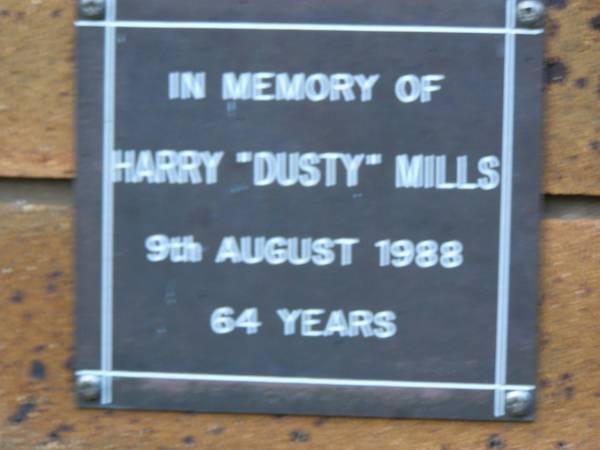 IN MEMORY OF
HARRY "DUSTY" MILLS
9th AUGUST 1988
64 YEARS